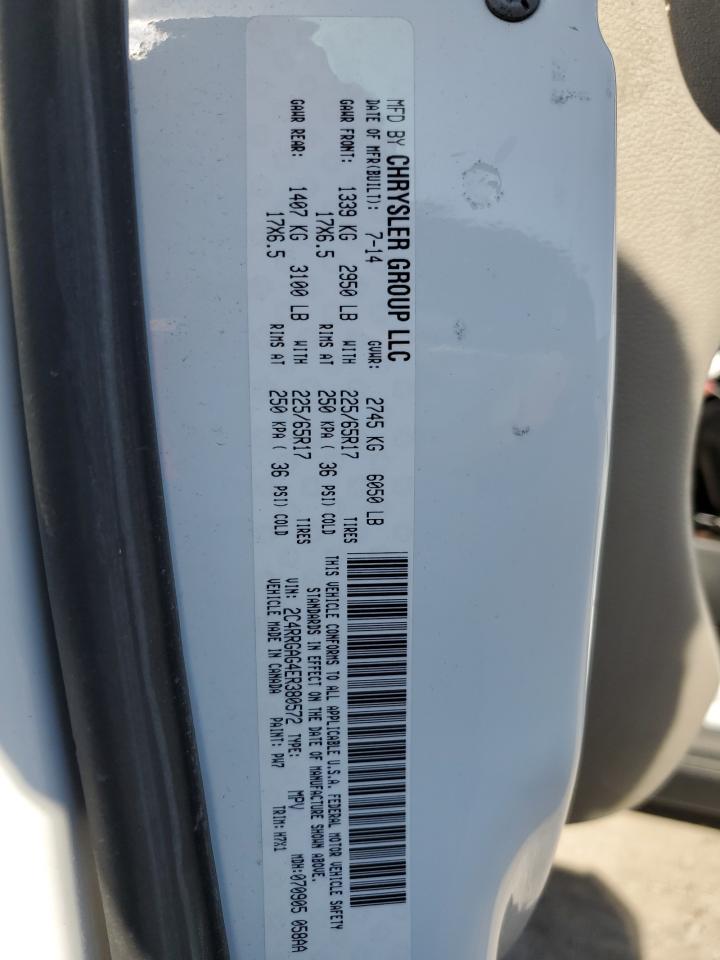 MFD BY CHRYSLER GROUP LLC
DATE OF MFR(BUILT): 7-14 GVWR: 2745 KG 6050 LB
GAWR FRONT: 1339 KG 2950 LB WITH 225/65R17 TIRES
17X6.5 RIMS AT 250 KPA ( 36 PSI) COLD
GAWR REAR: 1407 KG 3100 LB WITH 225/65R17 TIRES
17X6.5 RIMS AT 250 KPA ( 36 PSI) COLD
THIS VEHICLE CONFORMS TO ALL APPLICABLE U.S.A. FEDERAL MOTOR VEHICLE SAFETY
STANDARDS IN EFFECT ON THE DATE OF MANUFACTURE SHOWN ABOVE.
VIN: 2C4RRGAG4ER380572 TYPE: MPV MDH:070905 058AA
VEHICLE MADE IN CANADA PAINT: PW7 TRIM:M7X1